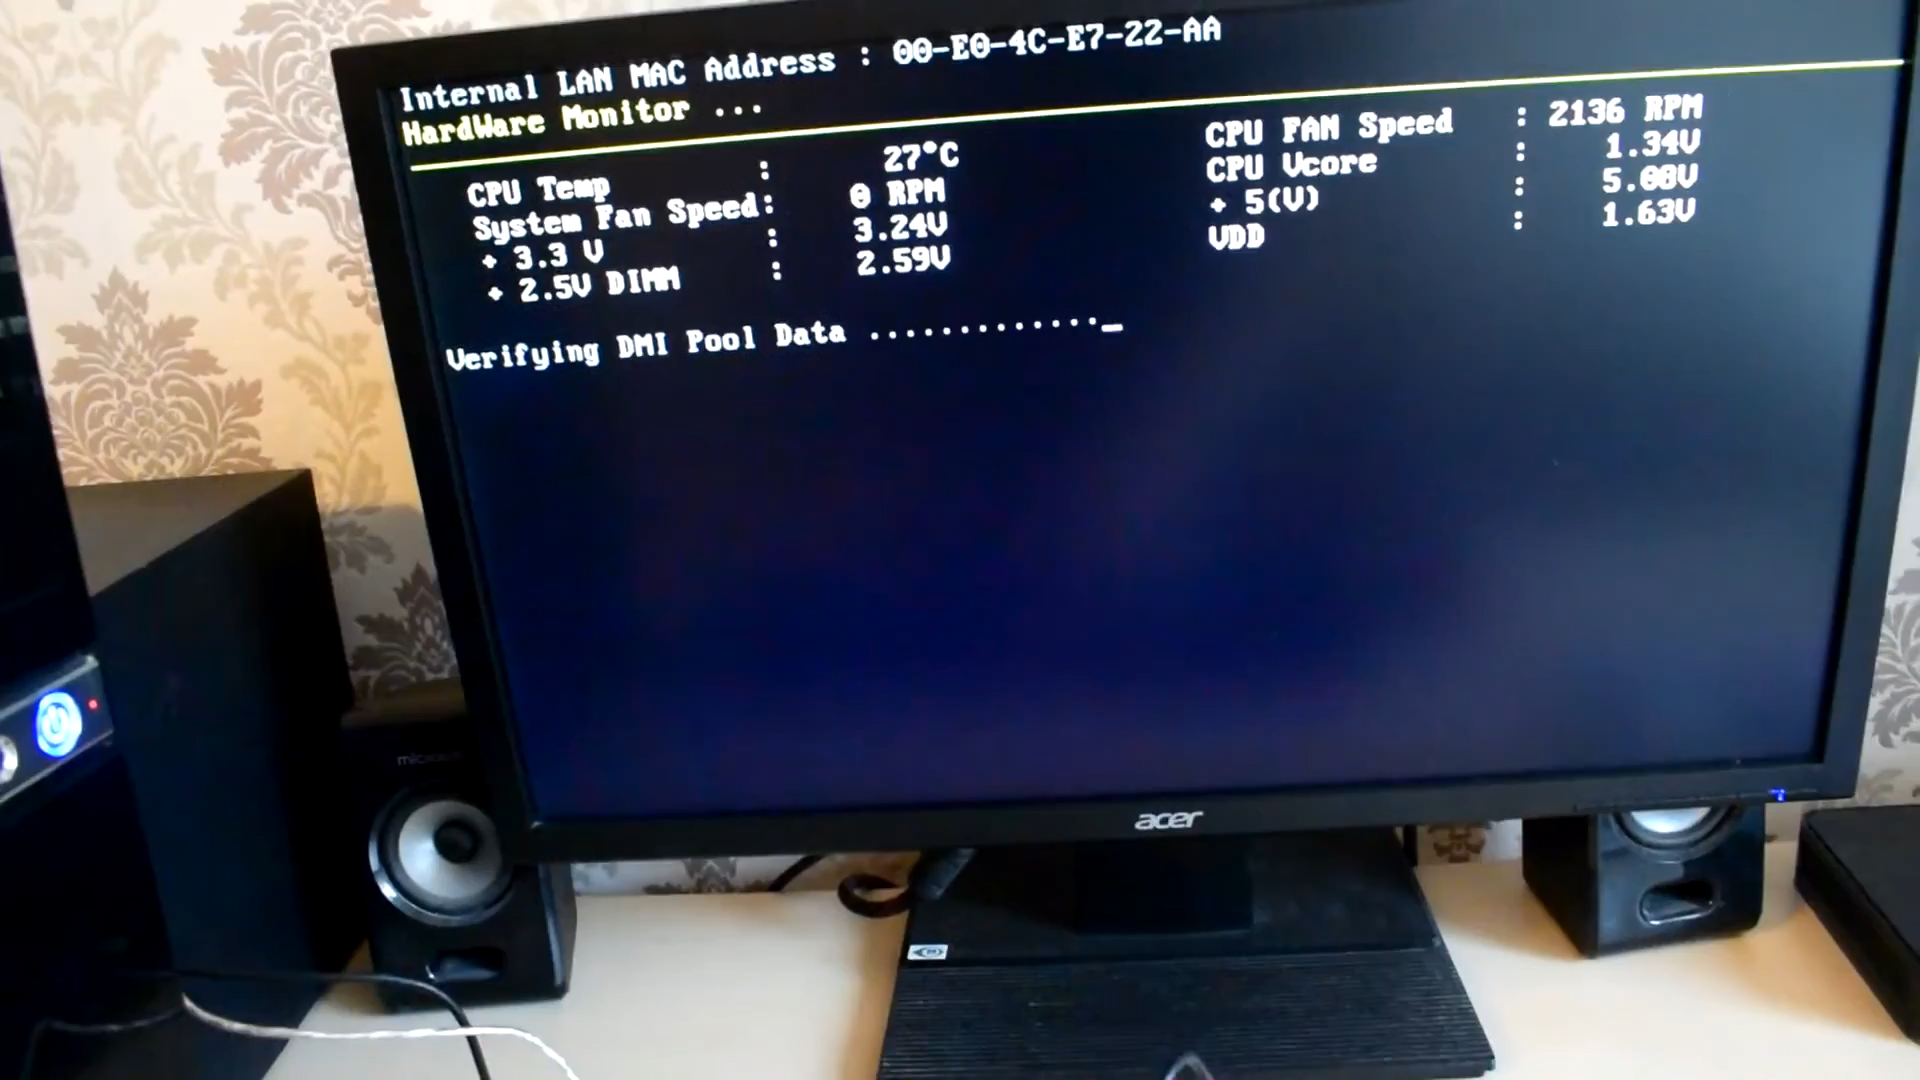 Internal LAN MAC Address : 00-E0-4C-E7-22-AA
HardWare Monitor ...
CPU Temp : 27°C
System Fan Speed: 0 RPM
+ 3.3 V : 3.24V
+ 2.5V DIMM : 2.59V
CPU FAN Speed : 2136 RPM
CPU Vcore : 1.34V
+ 5(V) : 5.08V
VDD : 1.63V
Verifying DMI Pool Data .............
acer